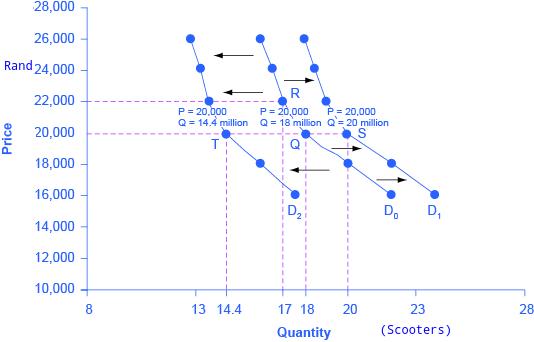 28,000
26,000
Rand 24,000
22,000
20,000
18,000
16,000
14,000
12,000
10,000
Price
R
P = 20,000
Q = 14.4 million
P = 20,000
Q = 18 million
P = 20,000
Q = 20 million
T
Q
S
D2
D0
D1
8
13
14.4
17
18
20
23
28
Quantity
(Scooters)